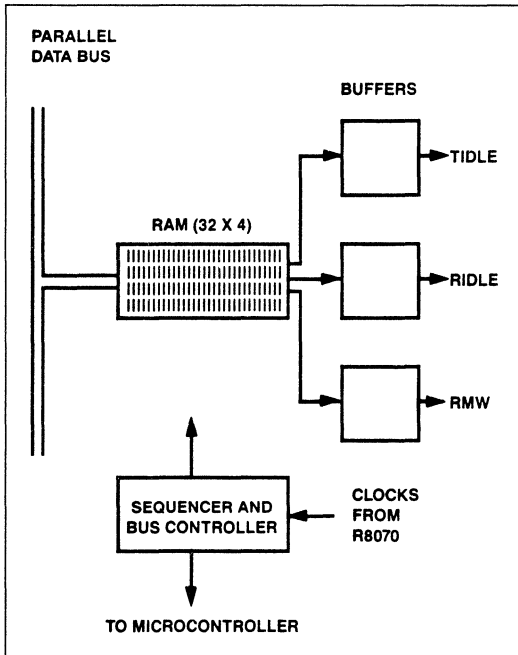 PARALLEL
DATA BUS
BUFFERS
TIDLE
RAM (32 X 4)
RIDLE
RMW
SEQUENCER AND
BUS CONTROLLER
CLOCKS
FROM
R8070
TO MICROCONTROLLER